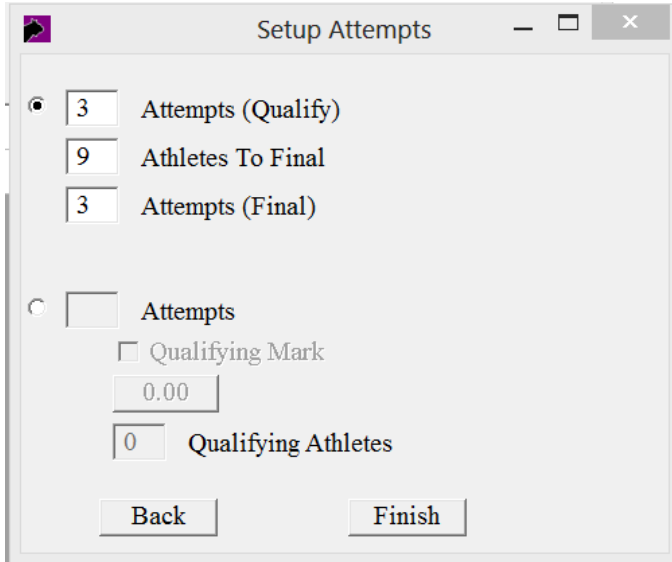 Setup Attempts
3 Attempts (Qualify)
9 Athletes To Final
3 Attempts (Final)
Attempts
Qualifying Mark
0.00
0 Qualifying Athletes
Back Finish